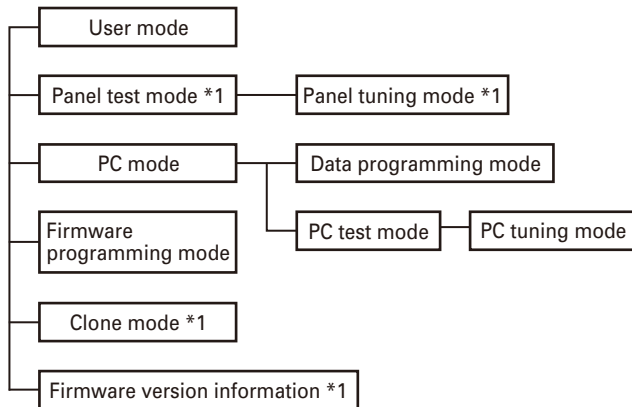 User mode
Panel test mode *1
Panel tuning mode *1
PC mode
Data programming mode
PC test mode
PC tuning mode
Firmware
programming mode
Clone mode *1
Firmware version information *1